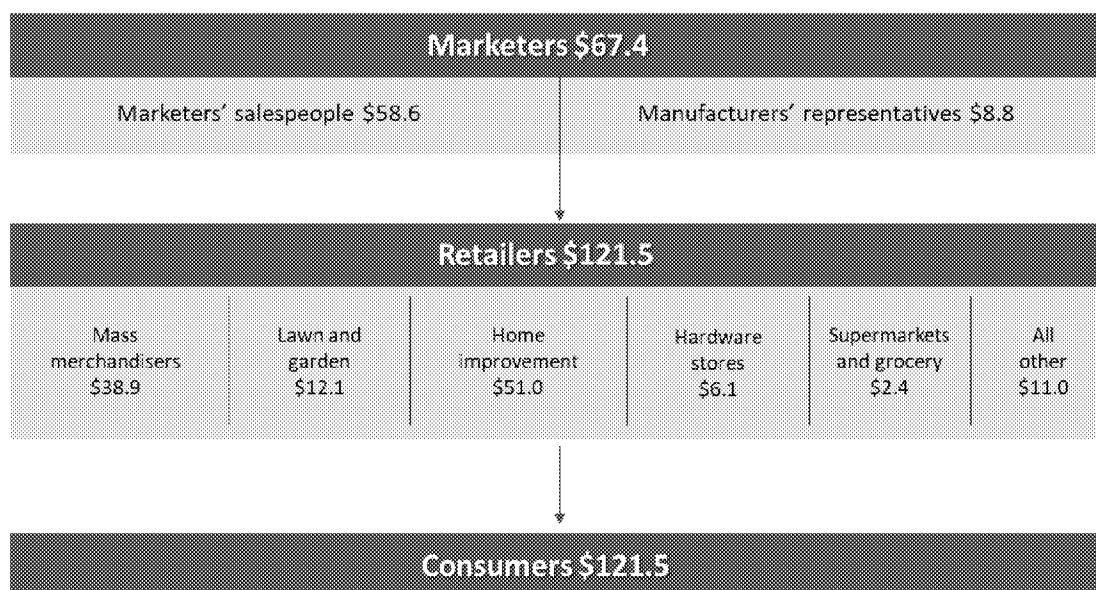 Marketers $67.4
Marketers’ salespeople $58.6
Manufacturers’ representatives $8.8
Retailers $121.5
Mass
merchandisers
$38.9
Lawn and
garden
$12.1
Home
improvement
$51.0
Hardware
stores
$6.1
Supermarkets
and grocery
$2.4
All
other
$11.0
Consumers $121.5